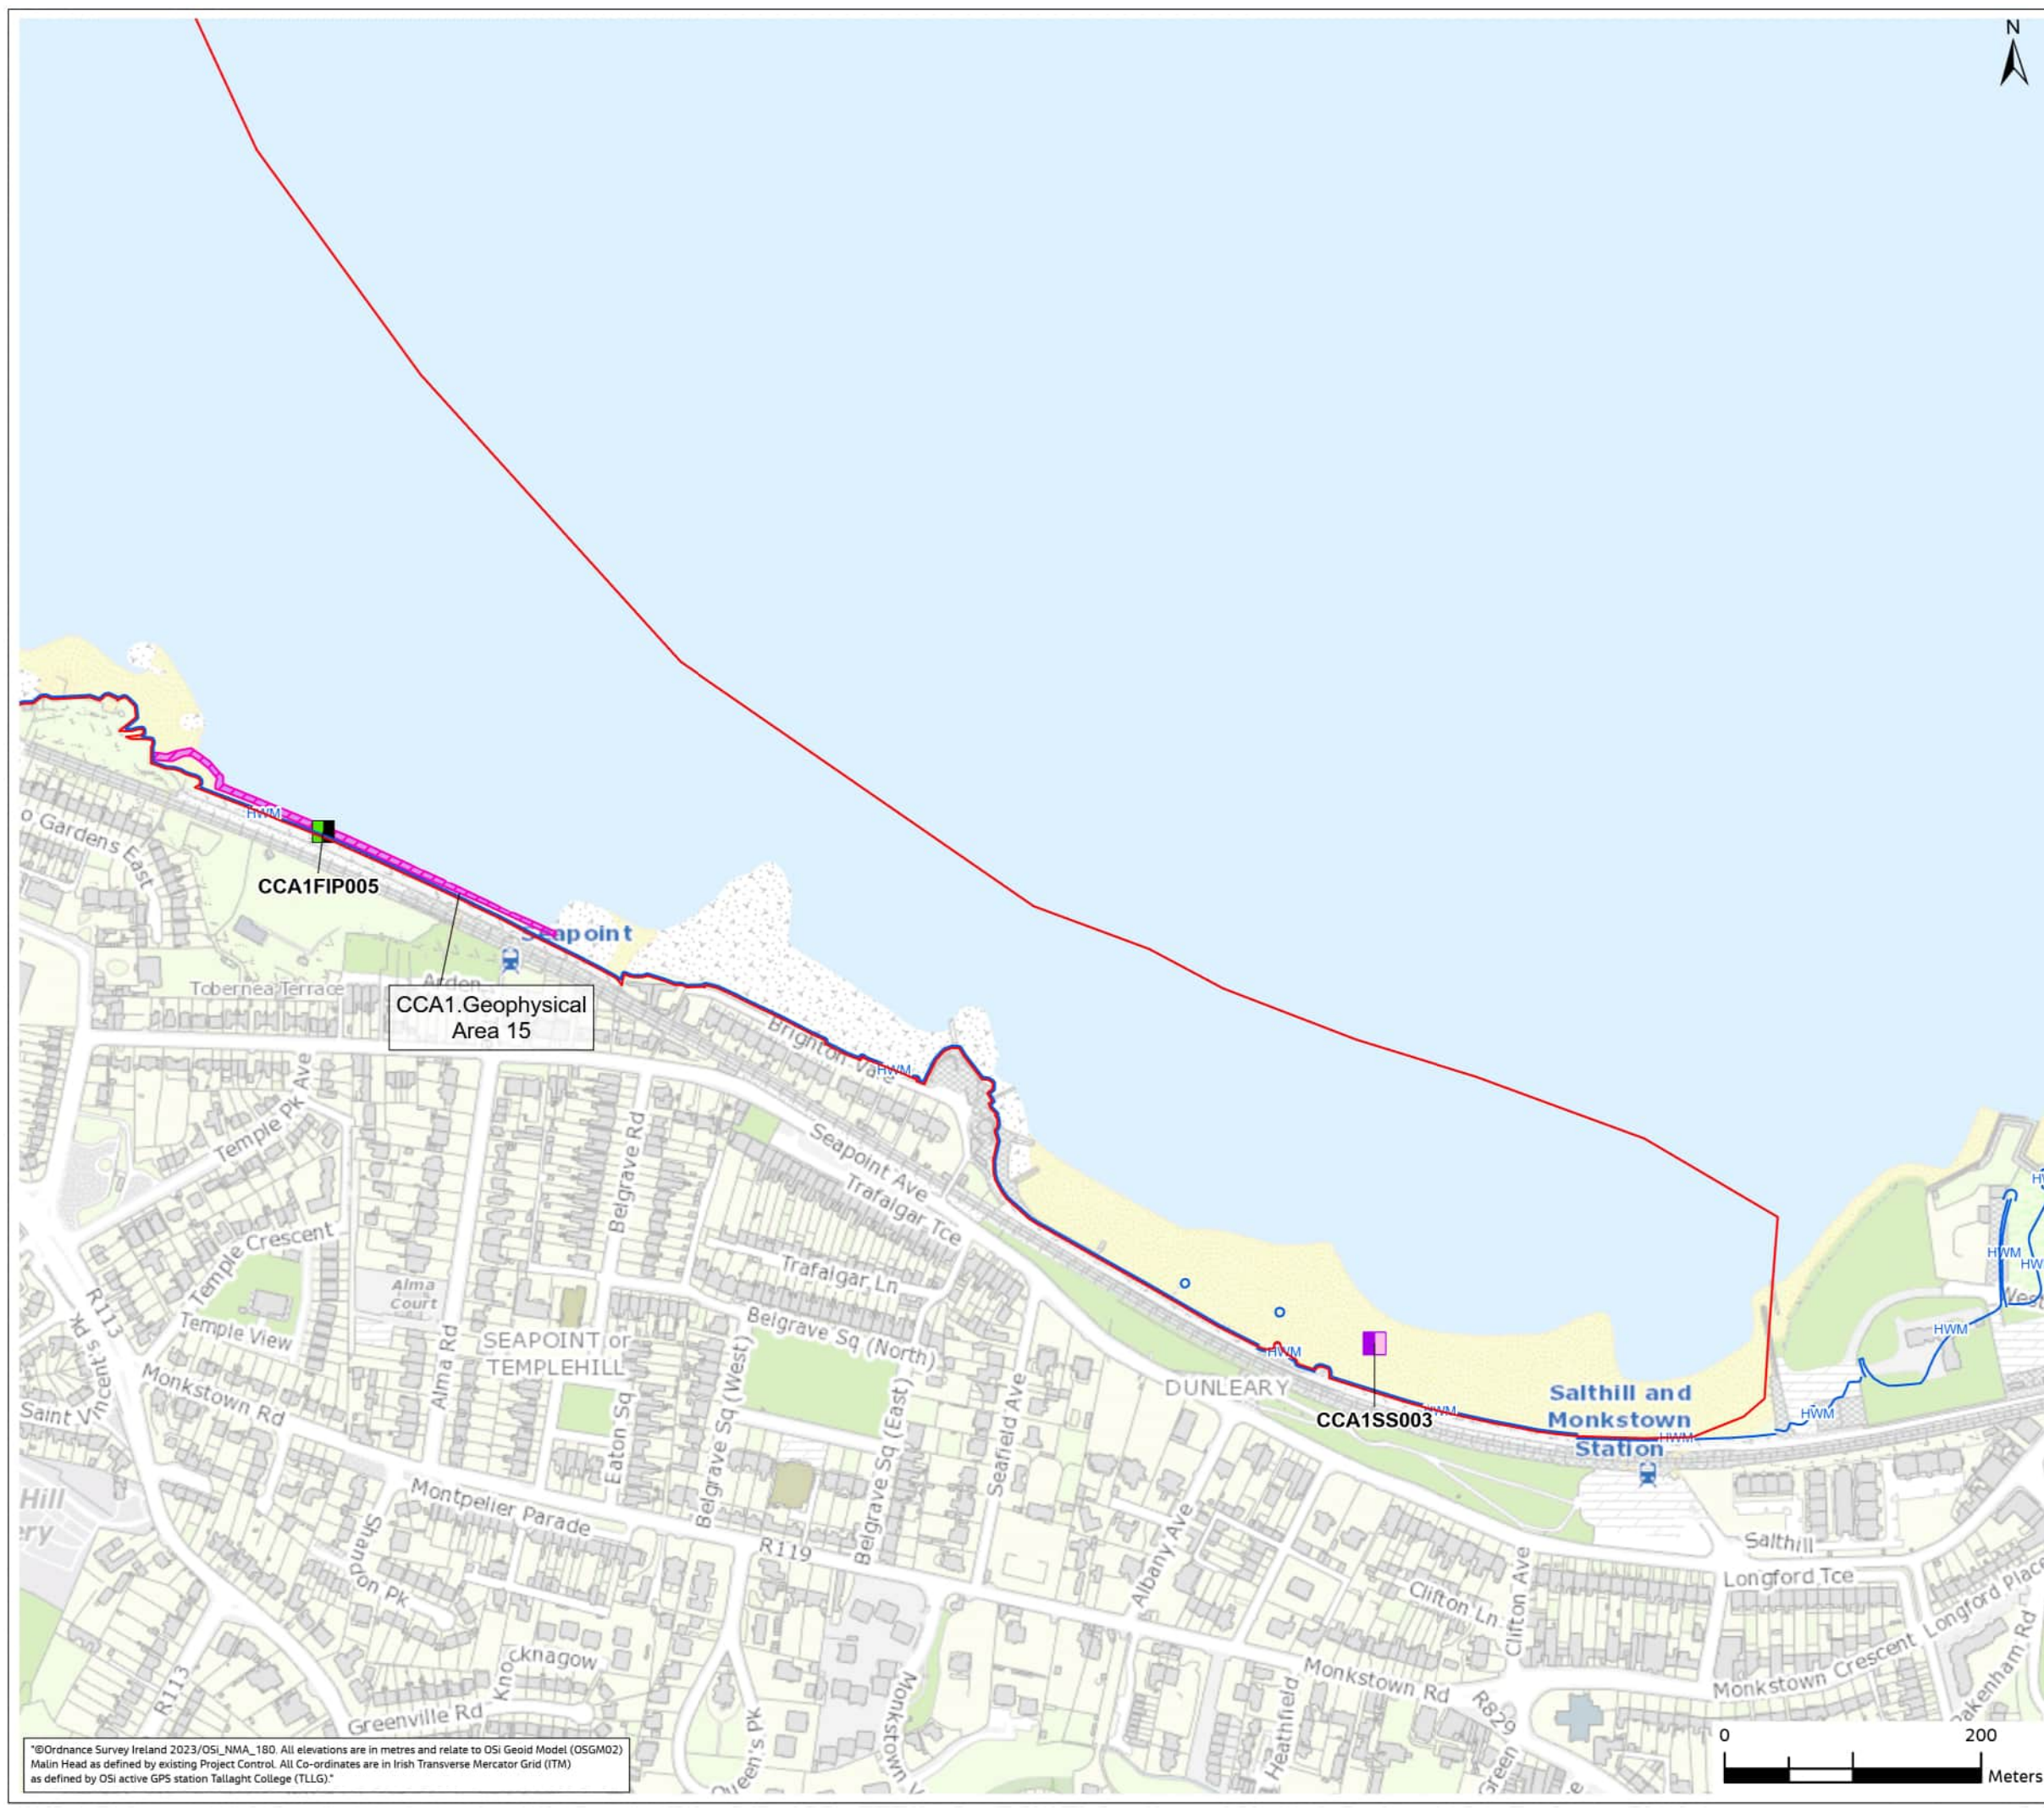 N
HWM
CCA1FIP005
o Gardens East
Seapoint
Tobernea Terrace
Arden
CCA1.Geophysical
Area 15
Brighton Vale
HWM
Temple Pk Ave
Belgrave Rd
Seapoint Ave
Trafalgar Tce
Temple Crescent
Trafalgar Ln
Alma
Court
R113
Temple View
Belgrave Sq (North)
SEAPOINT or
TEMPLEHILL
Alma Rd
Monkstown Rd
Saint Vincent's Pk
Eaton Sq
Belgrave Sq (West)
Belgrave Sq (East)
Seafield Ave
DUNLEARY
HWM
CCA1SS003
HWM
Salthill and
Monkstown
Station
HWM
HWM
HWM
HWM
Hill
Montpelier Parade
R119
Shandon Pk
Albany Ave
Clifton Ln
Clifton Ave
Salthill
Longford Tce
Longford Place
Monkstown Crescent
Knocknagow
R113
Greenville Rd
Queen's Pk
Monkstown V
Heathfield
Monkstown Rd
R829
"©Ordnance Survey Ireland 2023/OSi_NMA_180. All elevations are in metres and relate to OSi Geoid Model (OSGM02)
Malin Head as defined by existing Project Control. All Co-ordinates are in Irish Transverse Mercator Grid (ITM)
as defined by OSi active GPS station Tallaght College (TLLG)."
0 200
Meters